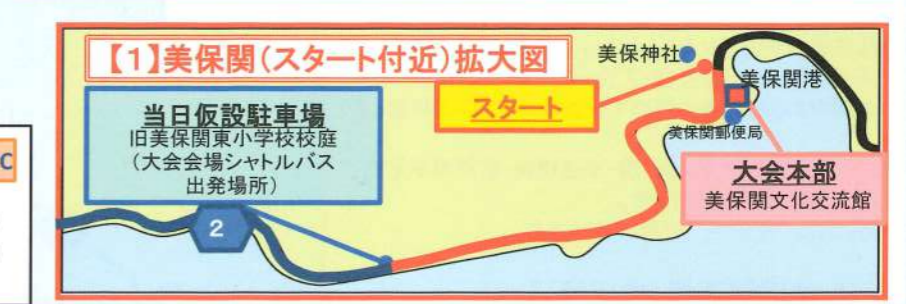 【1】美保関(スタート付近)拡大図
美保神社
美保関港
当日仮設駐車場
旧美保関東小学校校庭
(大会会場シャトルバス
出発場所)
スタート
美保関郵便局
大会本部
美保関文化交流館
2
C